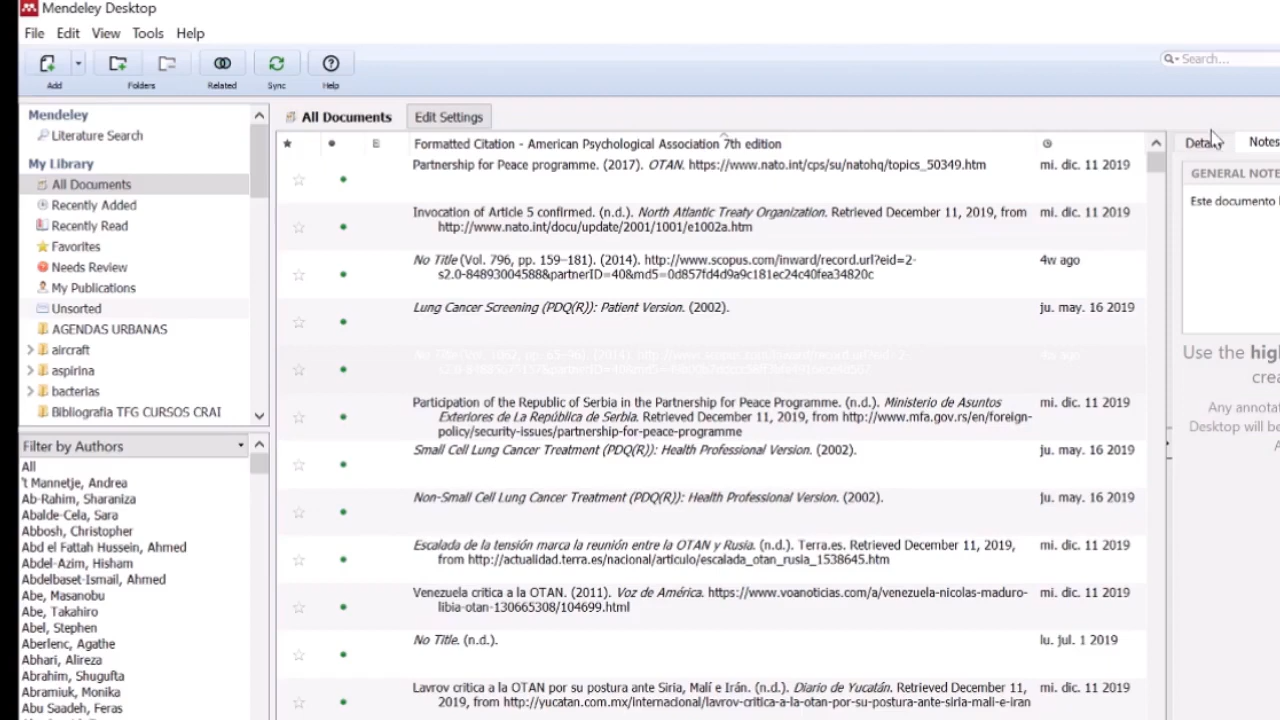 Mendeley Desktop
File Edit View Tools Help
Add Folders Related Sync Help
Search...
Mendeley
Literature Search
My Library
All Documents
Recently Added
Recently Read
Favorites
Needs Review
My Publications
Unsorted
AGENDAS URBANAS
aircraft
aspirina
bacterias
Bibliografia TFG CURSOS CRAI
Filter by Authors
All
't Mannetje, Andrea
Ab-Rahim, Sharaniza
Abalde-Cela, Sara
Abbosh, Christopher
Abd el Fattah Hussein, Ahmed
Abdel-Azim, Hisham
Abdelbaset-Ismail, Ahmed
Abe, Masanobu
Abe, Takahiro
Abel, Stephen
Aberlenc, Agathe
Abhari, Alireza
Abrahim, Shugufta
Abramiuk, Monika
Abu Saadeh, Feras
All Documents Edit Settings
Formatted Citation - American Psychological Association 7th edition
Partnership for Peace programme. (2017). OTAN. https://www.nato.int/cps/su/natohq/topics_50349.htm mi. dic. 11 2019
Invocation of Article 5 confirmed. (n.d.). North Atlantic Treaty Organization. Retrieved December 11, 2019, from mi. dic. 11 2019
http://www.nato.int/docu/update/2001/1001/e1002a.htm
No Title (Vol. 796, pp. 159–181). (2014). http://www.scopus.com/inward/record.url?eid=2- 4w ago
s2.0-84893004588&partnerID=40&md5=0d857fd4d9a9c181ec24c40fea34820c
Lung Cancer Screening (PDQ(R)): Patient Version. (2002). ju. may. 16 2019
4w ago
Participation of the Republic of Serbia in the Partnership for Peace Programme. (n.d.). Ministerio de Asuntos mi. dic. 11 2019
Exteriores de La República de Serbia. Retrieved December 11, 2019, from http://www.mfa.gov.rs/en/foreign-
policy/security-issues/partnership-for-peace-programme
Small Cell Lung Cancer Treatment (PDQ(R)): Health Professional Version. (2002). ju. may. 16 2019
Non-Small Cell Lung Cancer Treatment (PDQ(R)): Health Professional Version. (2002). ju. may. 16 2019
Escalada de la tensión marca la reunión entre la OTAN y Rusia. (n.d.). Terra.es. Retrieved December 11, 2019, mi. dic. 11 2019
from http://actualidad.terra.es/nacional/articulo/escalada_otan_rusia_1538645.htm
Venezuela critica a la OTAN. (2011). Voz de América. https://www.voanoticias.com/a/venezuela-nicolas-maduro- mi. dic. 11 2019
libia-otan-130665308/104699.html
No Title. (n.d.). lu. jul. 1 2019
Lavrov critica a la OTAN por su postura ante Siria, Malí e Irán. (n.d.). Diario de Yucatán. Retrieved December 11, mi. dic. 11 2019
2019, from http://yucatan.com.mx/internacional/lavrov-critica-a-la-otan-por-su-postura-ante-siria-mali-e-iran
Notes
GENERAL NOTE
Este documento
Use the
Any
Desktop will be